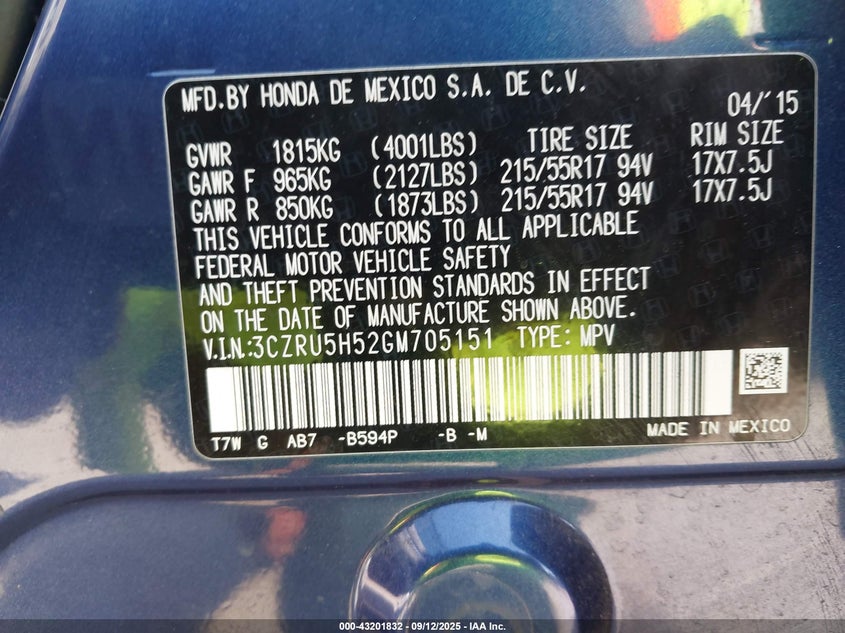 MFD.BY HONDA DE MEXICO S.A. DE C.V.
04/'15
GVWR 1815KG (4001LBS) TIRE SIZE RIM SIZE
GAWR F 965KG (2127LBS) 215/55R17 94V 17X7.5J
GAWR R 850KG (1873LBS) 215/55R17 94V 17X7.5J
THIS VEHICLE CONFORMS TO ALL APPLICABLE
FEDERAL MOTOR VEHICLE SAFETY
AND THEFT PREVENTION STANDARDS IN EFFECT
ON THE DATE OF MANUFACTURE SHOWN ABOVE.
V.I.N.:3CZRU5H52GM705151 TYPE: MPV
T7W G AB7 -B594P -B -M MADE IN MEXICO
000-43201832 - 09/12/2025 - IAA Inc.